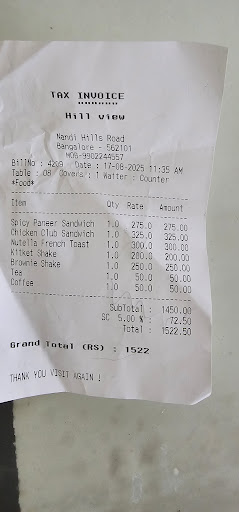 TAX INVOICE
Hill view
Nandi Hills Road
Bangalore - 562101
MOB-9902244557
BillNo : 4209 Date : 17-08-2025 11:35 AM
Table : 08 Covers : 1 Waiter : Counter
*Food*
Item Qty Rate Amount
Spicy Paneer Sandwich 1.0 275.0 275.00
Chicken Club Sandwich 1.0 325.0 325.00
Nutella French Toast 1.0 300.0 300.00
Kitket Shake 1.0 200.0 200.00
Brownie Shake 1.0 250.0 250.00
Tea 1.0 50.0 50.00
Coffee 1.0 50.0 50.00
SubTotal : 1450.00
SC 5.00 % : 72.50
Total : 1522.50
Grand Total (RS) : 1522
THANK YOU VISIT AGAIN !